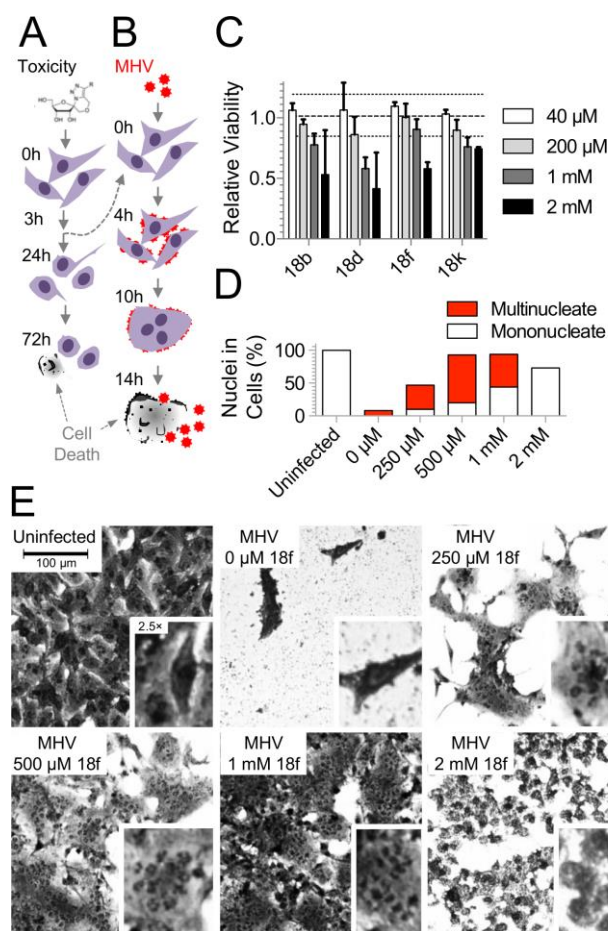 A
B
C
Toxicity
MHV
HO
N=N
N
R
O
HO
OH
0h
3h
24h
72h
0h
4h
10h
14h
Cell
Death
Relative Viability
1.0
0.5
0.0
18b
18d
18f
18k
40 µM
200 µM
1 mM
2 mM
D
Nuclei in
Cells (%)
100
50
0
Multinucleate
Mononucleate
Uninfected
0 µM
250 µM
500 µM
1 mM
2 mM
E
Uninfected
100 µm
2.5×
MHV
0 µM 18f
MHV
250 µM 18f
MHV
500 µM 18f
MHV
1 mM 18f
MHV
2 mM 18f